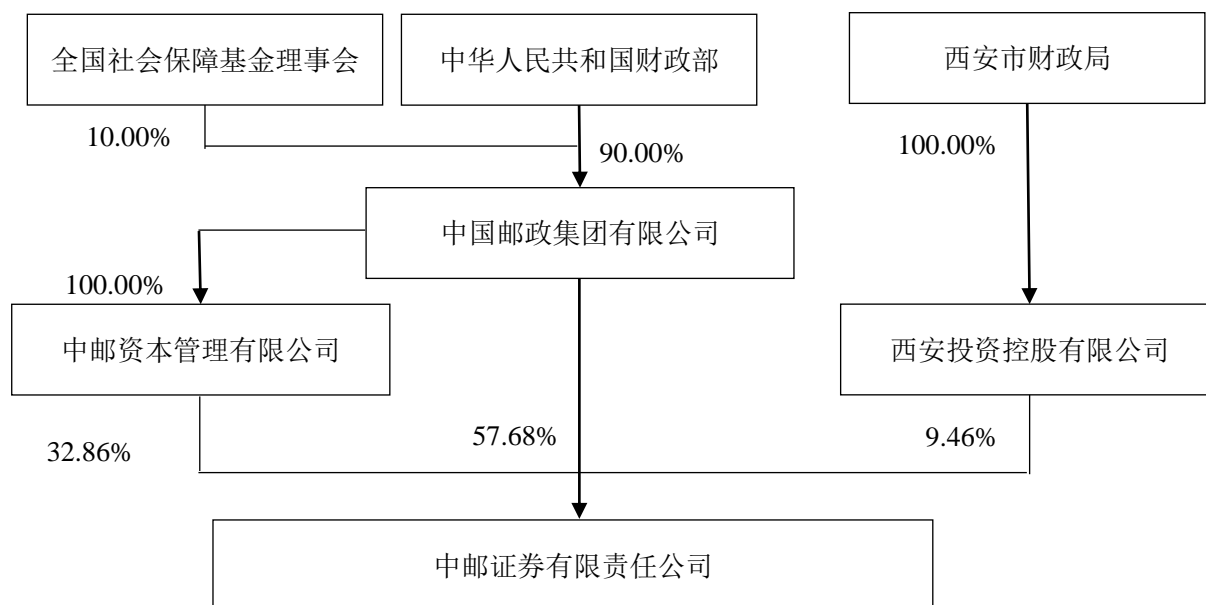 全国社会保障基金理事会
中华人民共和国财政部
西安市财政局
10.00%
90.00%
100.00%
中国邮政集团有限公司
100.00%
中邮资本管理有限公司
西安投资控股有限公司
32.86%
57.68%
9.46%
中邮证券有限责任公司